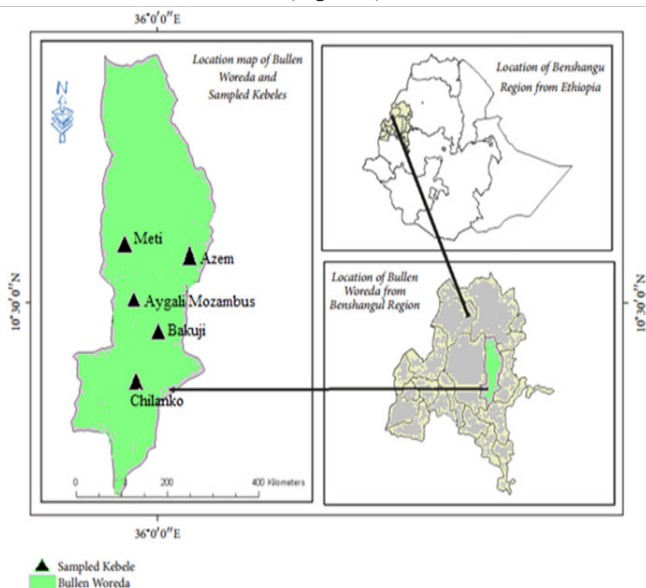 36°0'0"E
Location map of Bullen
Woreda and
Sampled Kebeles
N
Meti
Azem
Aygali Mozambus
Bakuji
Chilanko
0 100 200 400 Kilometers
Location of Benshangu
Region from Ethiopia
Location of Bullen
Woreda from
Benshangul Region
10°30'0"N
10°30'0"N
36°0'0"E
Sampled Kebele
Bullen Woreda